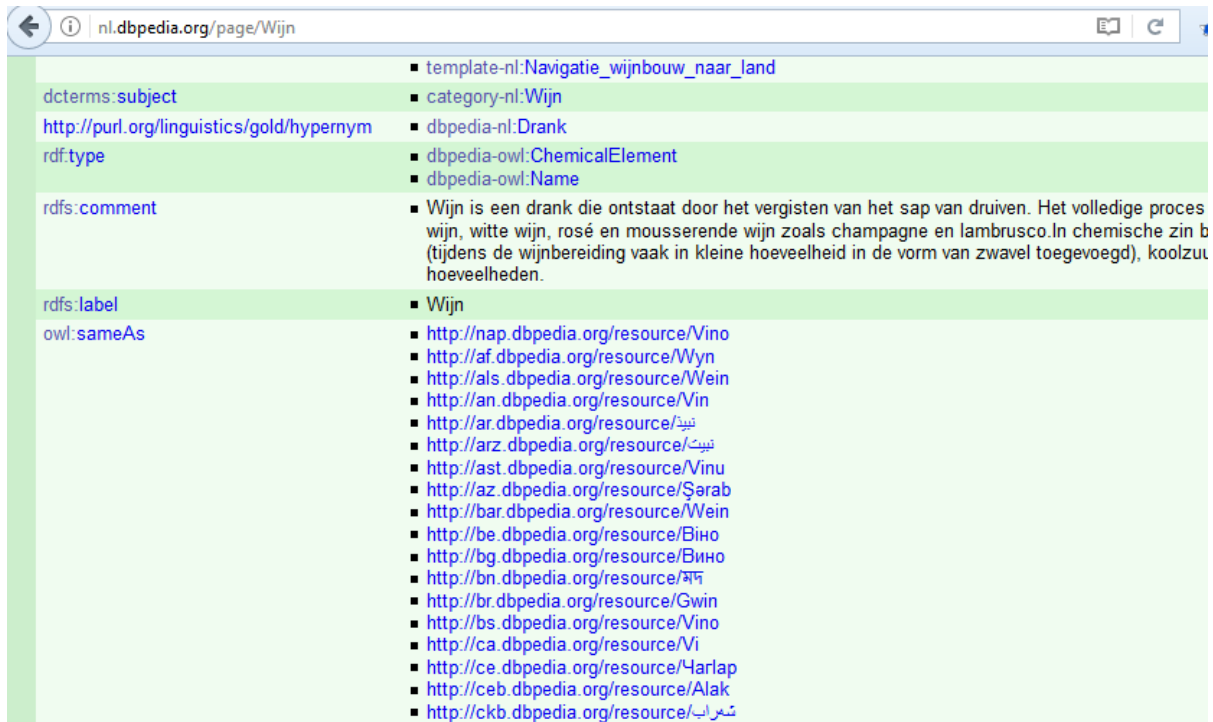 nl.dbpedia.org/page/Wijn
template-nl:Navigatie_wijnbouw_naar_land
dcterms:subject category-nl:Wijn
http://purl.org/linguistics/gold/hypernym dbpedia-nl:Drank
rdf:type dbpedia-owl:ChemicalElement
dbpedia-owl:Name
rdfs:comment Wijn is een drank die ontstaat door het vergisten van het sap van druiven. Het volledige proces
wijn, witte wijn, rosé en mousserende wijn zoals champagne en lambrusco.In chemische zin b
(tijdens de wijnbereiding vaak in kleine hoeveelheid in de vorm van zwavel toegevoegd), koolzuu
hoeveelheden.
rdfs:label Wijn
owl:sameAs http://nap.dbpedia.org/resource/Vino
http://af.dbpedia.org/resource/Wyn
http://als.dbpedia.org/resource/Wein
http://an.dbpedia.org/resource/Vin
http://ar.dbpedia.org/resource/نبيذ
http://arz.dbpedia.org/resource/نبيت
http://ast.dbpedia.org/resource/Vinu
http://az.dbpedia.org/resource/Şərab
http://bar.dbpedia.org/resource/Wein
http://be.dbpedia.org/resource/Віно
http://bg.dbpedia.org/resource/Вино
http://bn.dbpedia.org/resource/মদ
http://br.dbpedia.org/resource/Gwin
http://bs.dbpedia.org/resource/Vino
http://ca.dbpedia.org/resource/Vi
http://ce.dbpedia.org/resource/ЧагӀар
http://ceb.dbpedia.org/resource/Alak
http://ckb.dbpedia.org/resource/شەراب